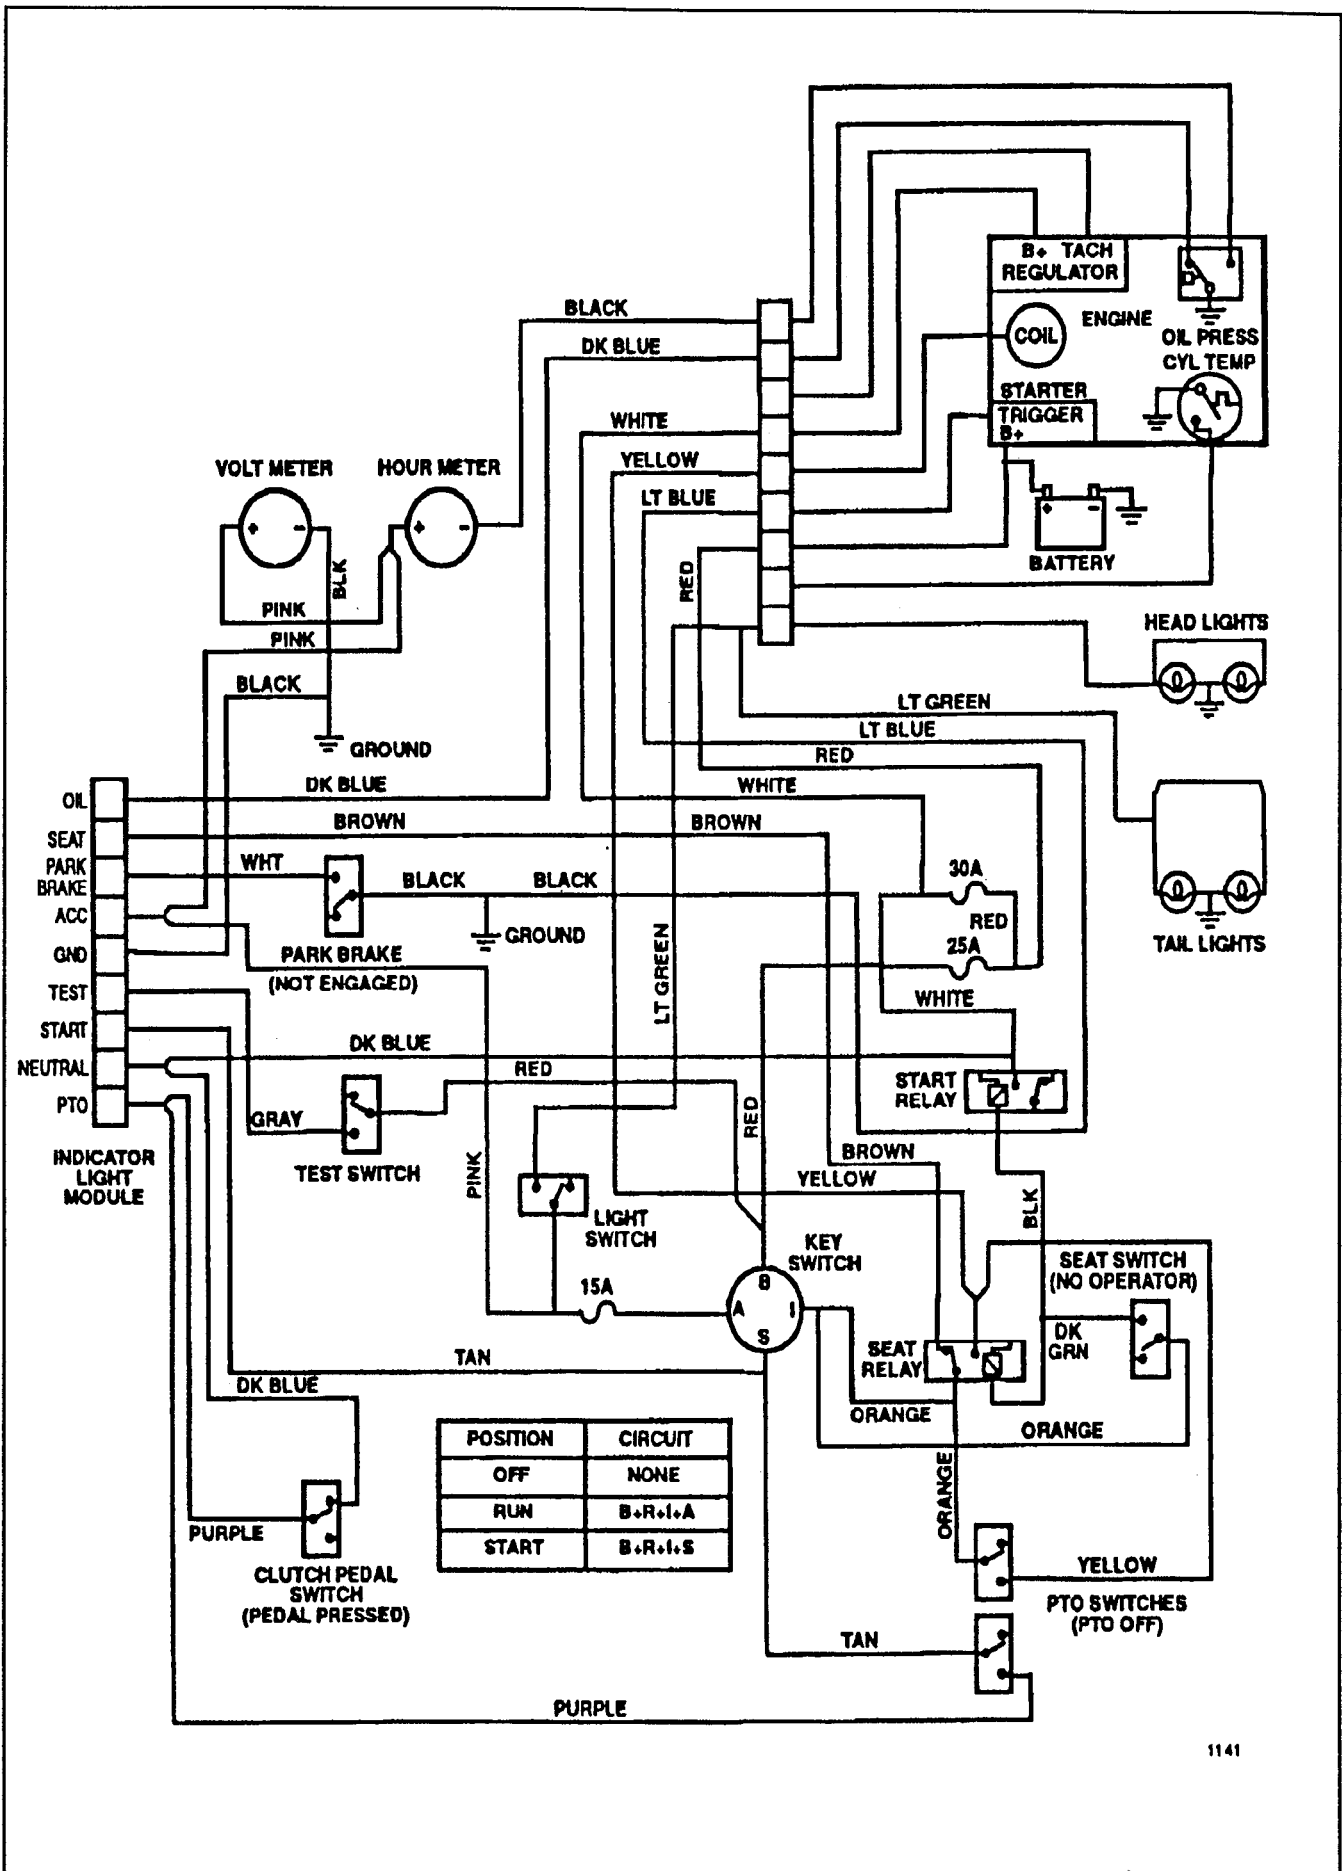 B+ TACH
REGULATOR
BLACK
ENGINE
COIL
OIL PRESS
DK BLUE
CYL TEMP
STARTER
TRIGGER
B+
WHITE
YELLOW
VOLT METER
HOUR METER
LT BLUE
+ -
+ -
+ -
BATTERY
RED
BLK
PINK
PINK
HEAD LIGHTS
BLACK
LT GREEN
LT BLUE
GROUND
RED
DK BLUE
WHITE
OIL
BROWN
BROWN
SEAT
PARK
BRAKE
WHT
BLACK
BLACK
30A
ACC
RED
GROUND
25A
TAIL LIGHTS
GND
PARK BRAKE
(NOT ENGAGED)
LT GREEN
TEST
WHITE
START
DK BLUE
NEUTRAL
RED
START
RELAY
PTO
GRAY
RED
INDICATOR
LIGHT
MODULE
TEST SWITCH
PINK
BROWN
YELLOW
BLK
LIGHT
SWITCH
KEY
SWITCH
SEAT SWITCH
(NO OPERATOR)
15A
B
A
I
S
DK
GRN
SEAT
RELAY
TAN
DK BLUE
ORANGE
ORANGE
POSITION CIRCUIT
OFF NONE
RUN B+R+I+A
START B+R+I+S
ORANGE
PURPLE
CLUTCH PEDAL
SWITCH
(PEDAL PRESSED)
YELLOW
PTO SWITCHES
(PTO OFF)
TAN
PURPLE
1141